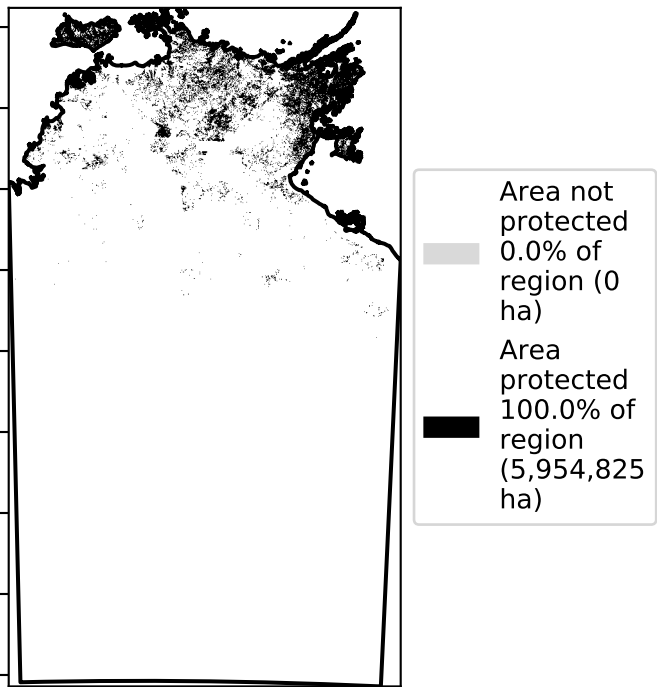 Area not
protected
0.0% of
region (0
ha)
Area
protected
100.0% of
region
(5,954,825
ha)